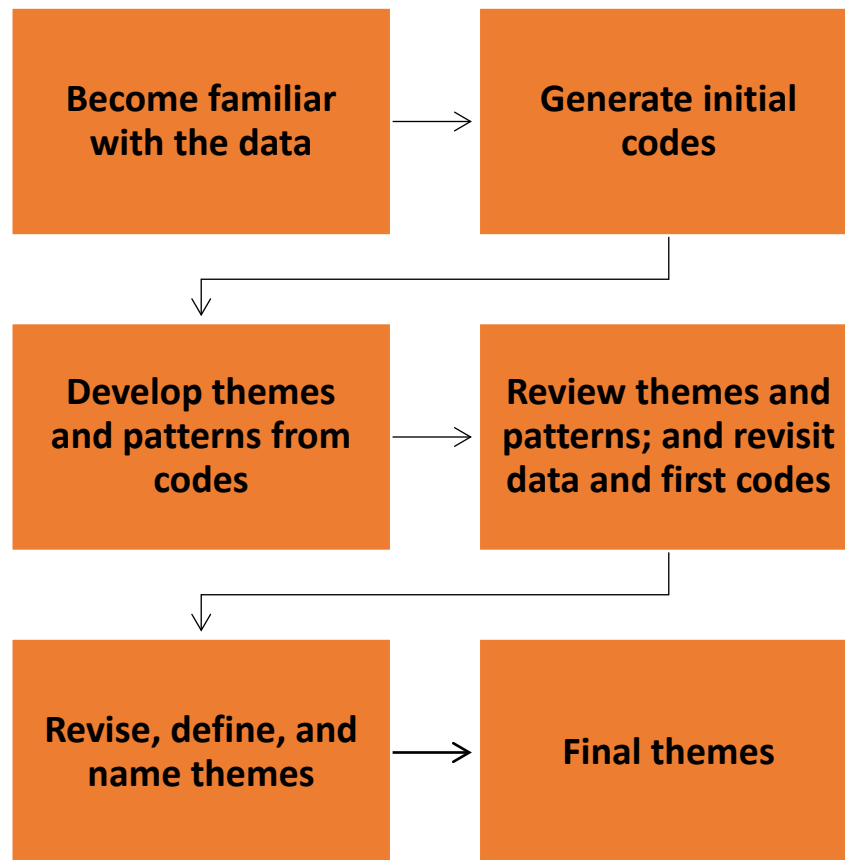 Become familiar
with the data
Generate initial
codes
Develop themes
and patterns from
codes
Review themes and
patterns; and revisit
data and first codes
Revise, define, and
name themes
Final themes